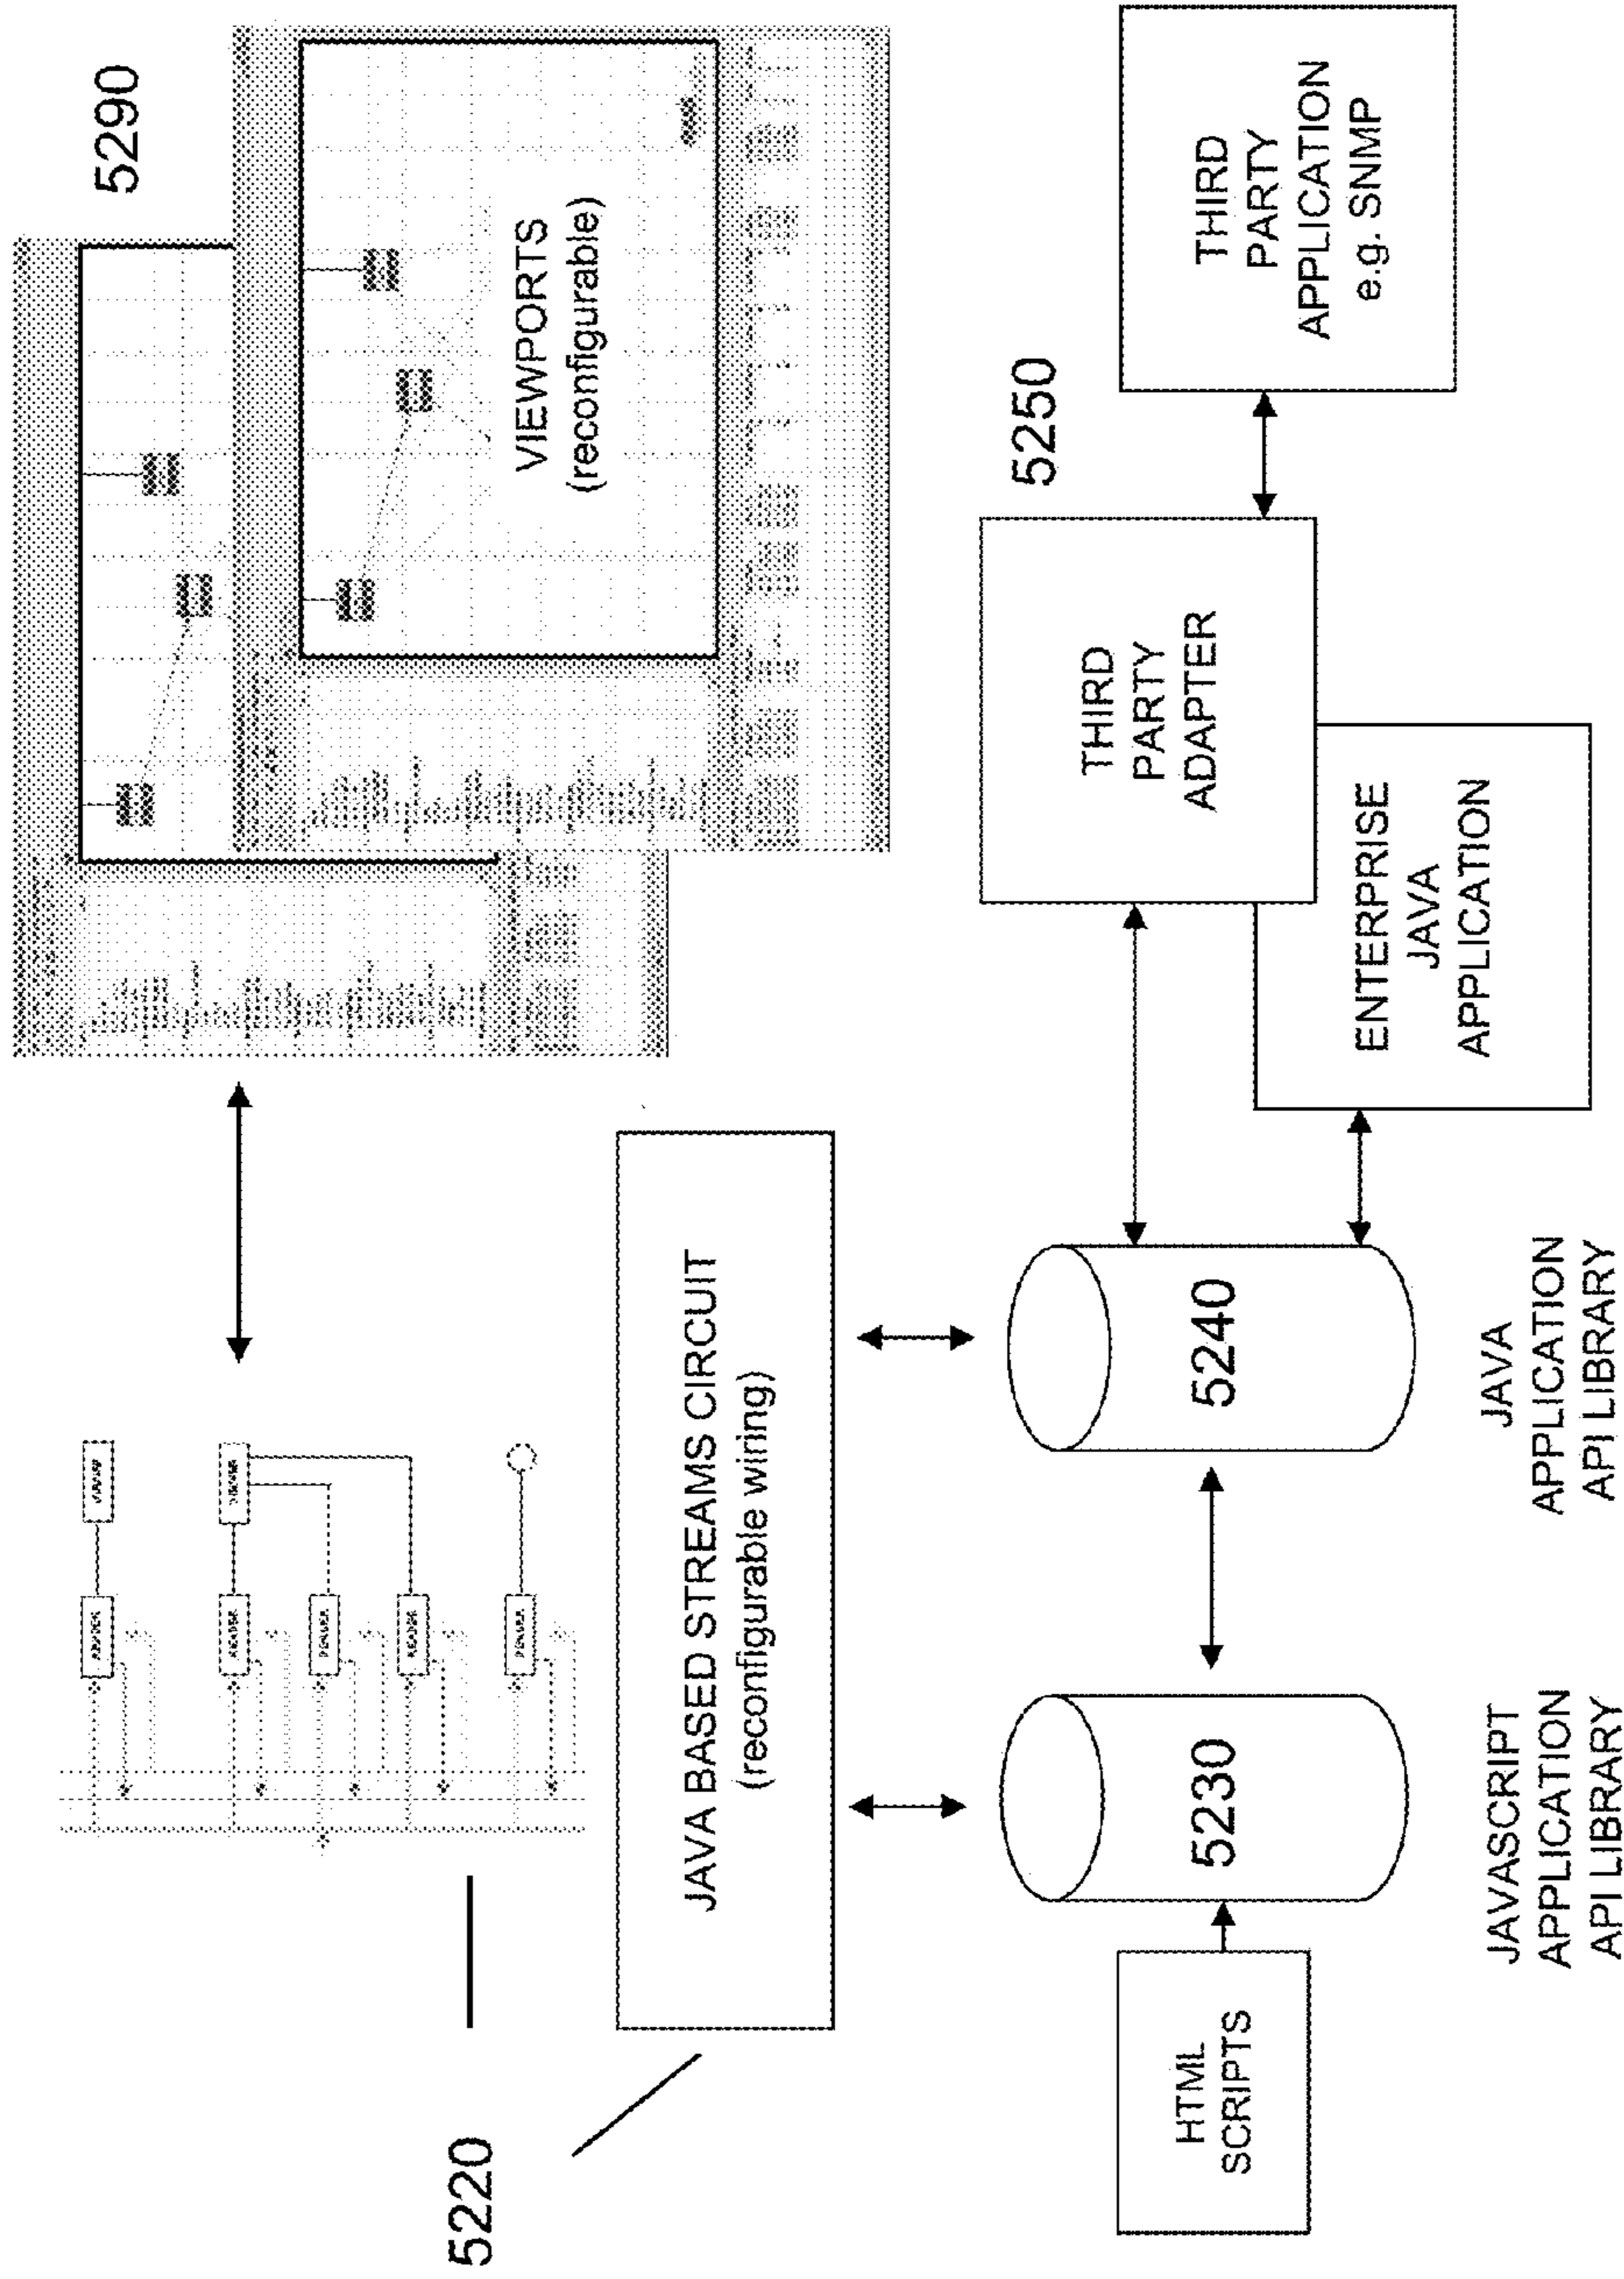 5290
VIEWPORTS
(reconfigurable)
5220
JAVA BASED STREAMS CIRCUIT
(reconfigurable wiring)
5250
THIRD
PARTY
ADAPTER
THIRD
PARTY
APPLICATION
e.g. SNMP
HTML
SCRIPTS
5230
5240
ENTERPRISE
JAVA
APPLICATION
JAVASCRIPT
APPLICATION
API LIBRARY
JAVA
APPLICATION
API LIBRARY